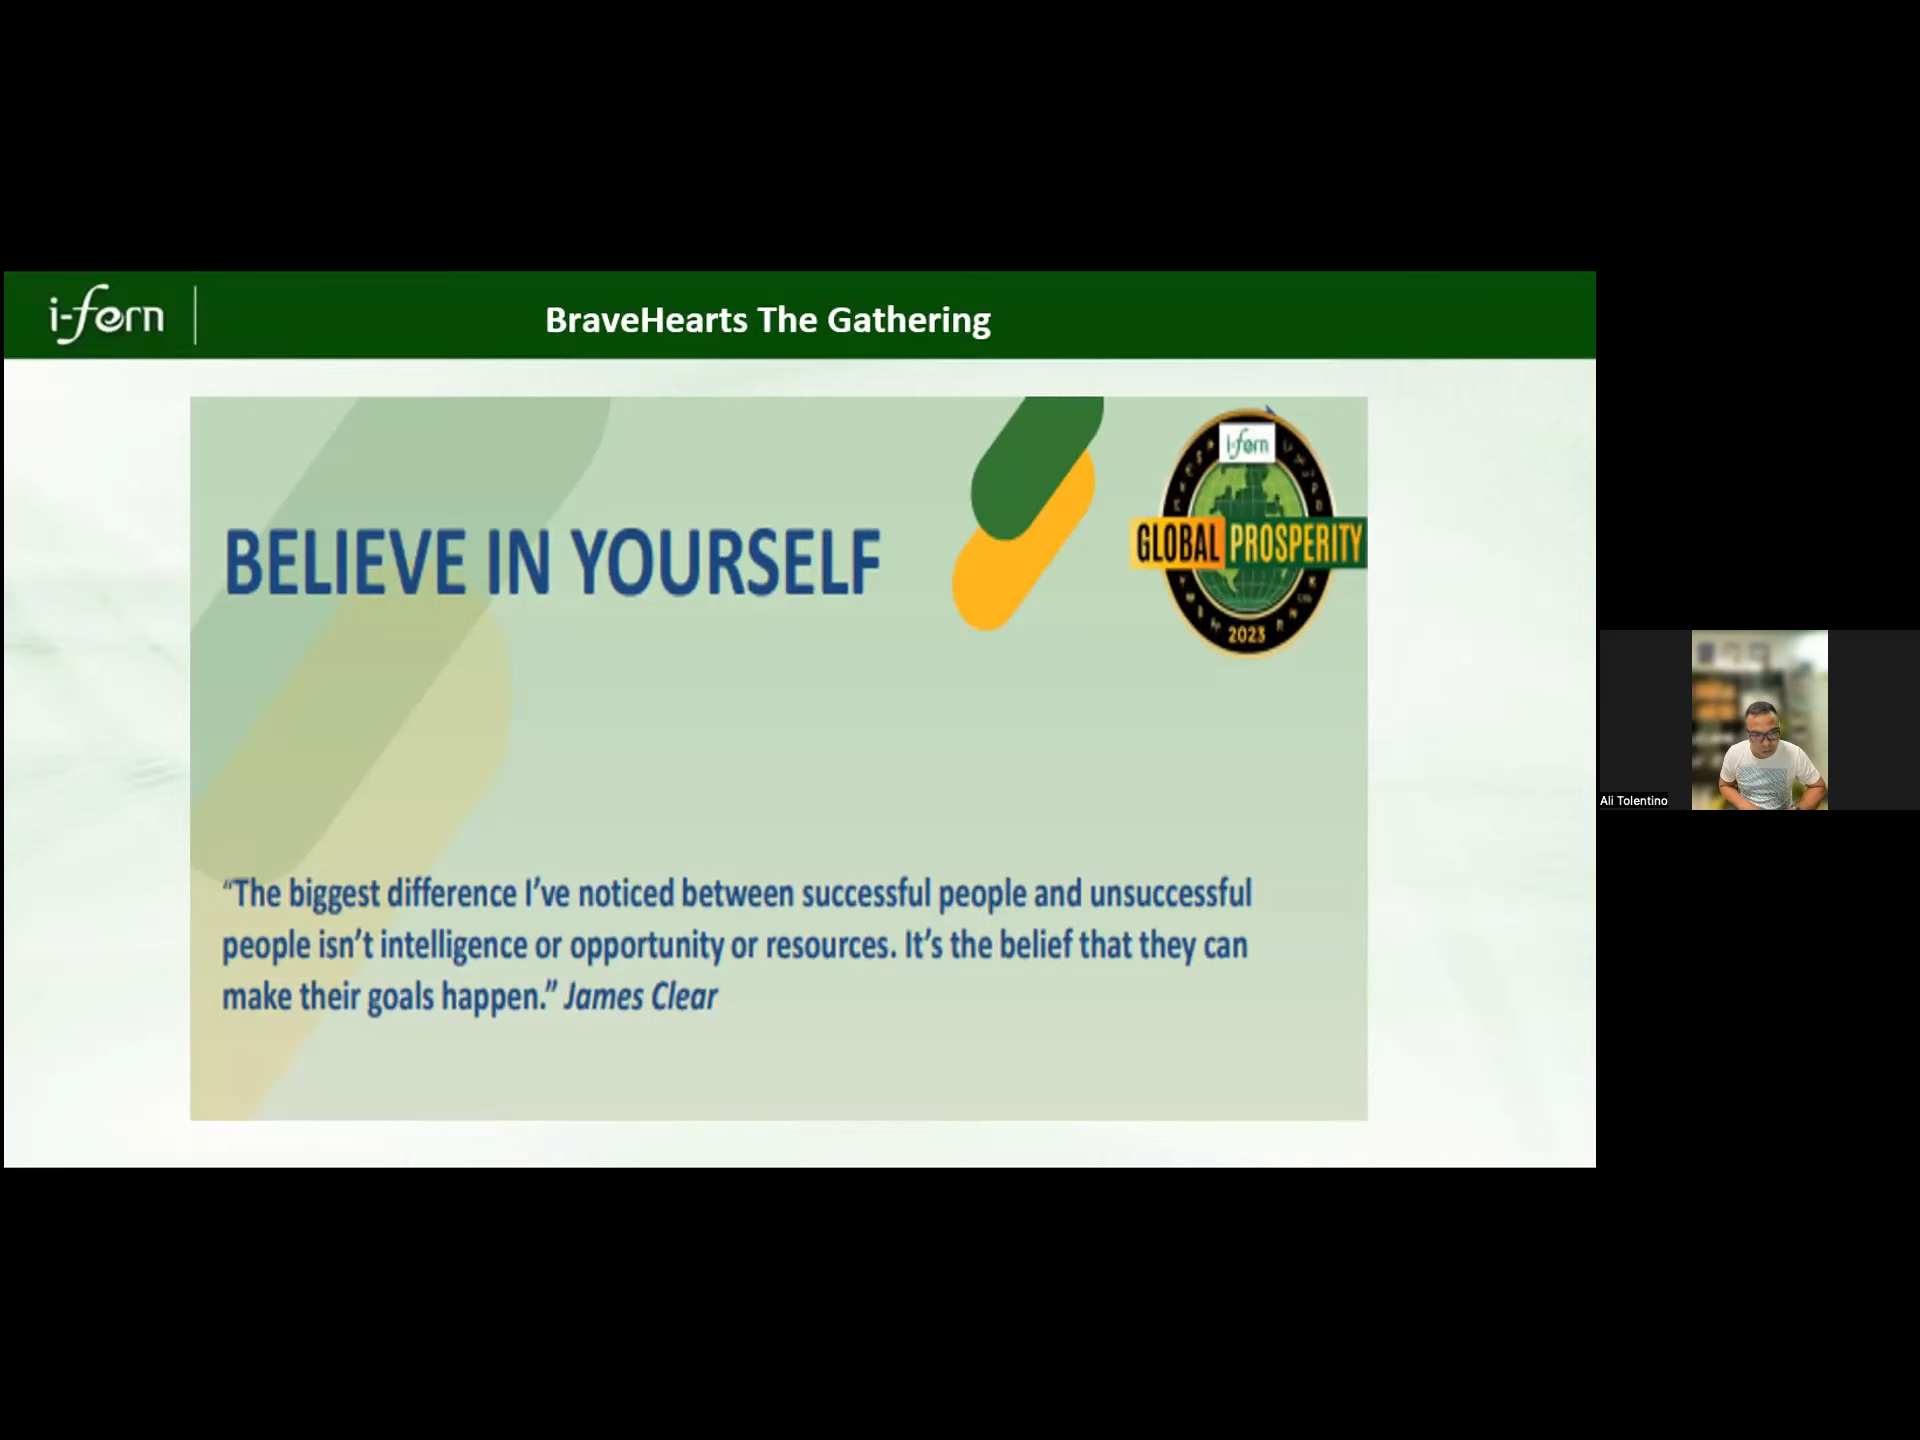 i-fern
BraveHearts The Gathering
i-fern
GLOBAL PROSPERITY
2023
BELIEVE IN YOURSELF
“The biggest difference I’ve noticed between successful people and unsuccessful
people isn’t intelligence or opportunity or resources. It’s the belief that they can
make their goals happen.” James Clear
Ali Tolentino